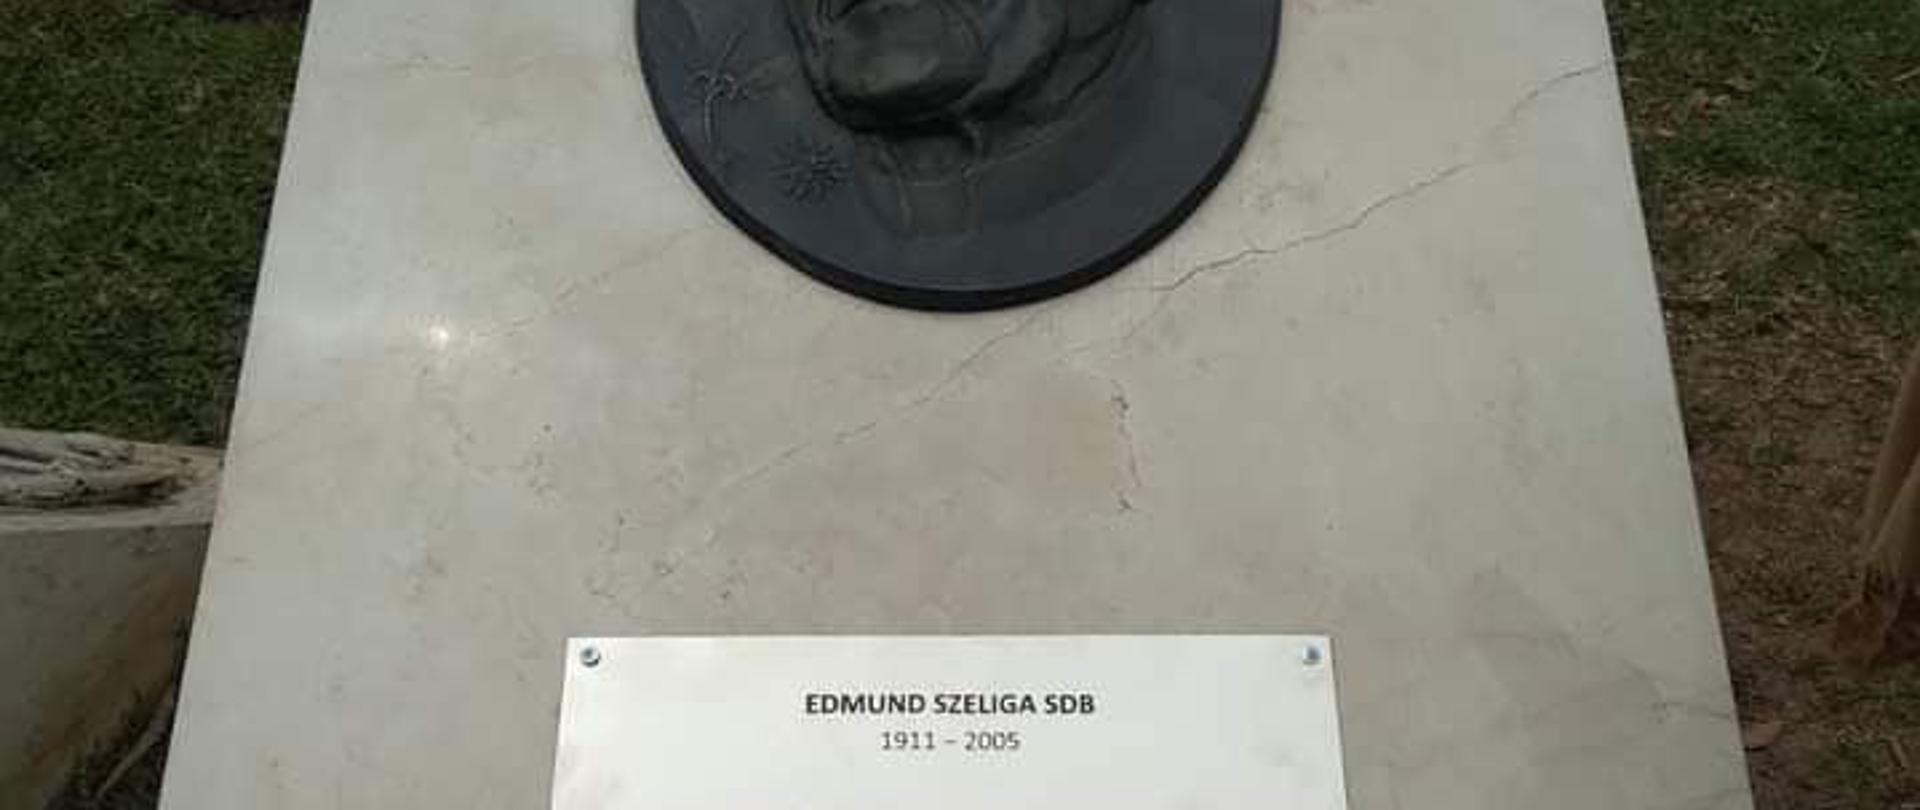 EDMUND SZELIGA SDB
1911 – 2005